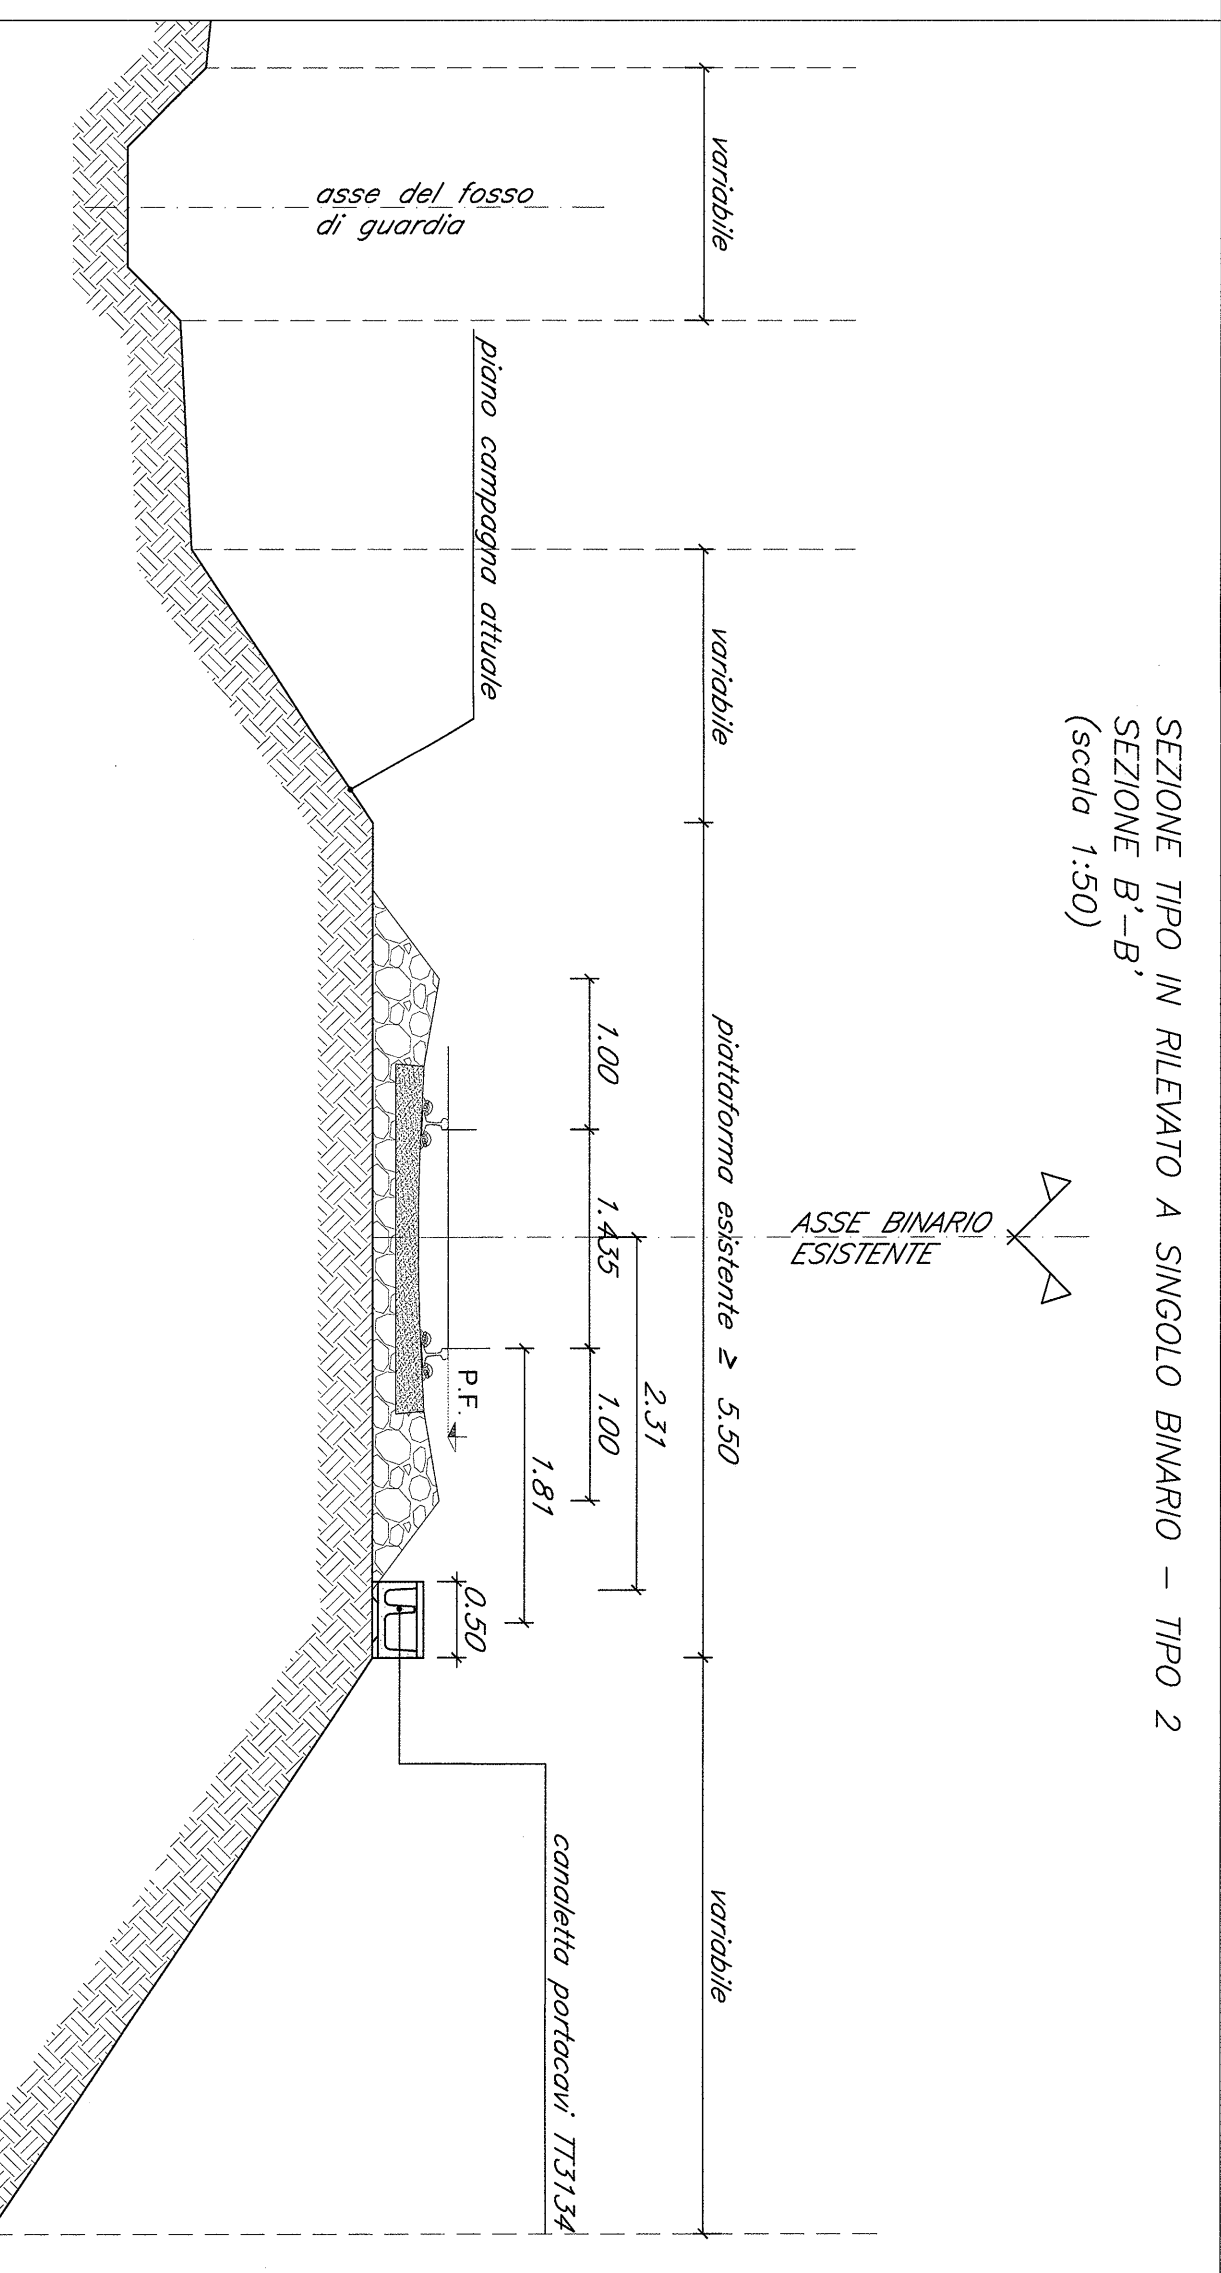 SEZIONE TIPO IN RILEVATO A SINGOLO BINARIO - TIPO 2
SEZIONE B'-B'
(scala 1:50)
ASSE BINARIO
ESISTENTE
variabile
variabile
piattaforma esistente ≥ 5.50
variabile
2.31
1.00
1.435
1.00
1.81
0.50
P.F.
asse del fosso
di guardia
piano campagna attuale
canaletta portacavi TT3134